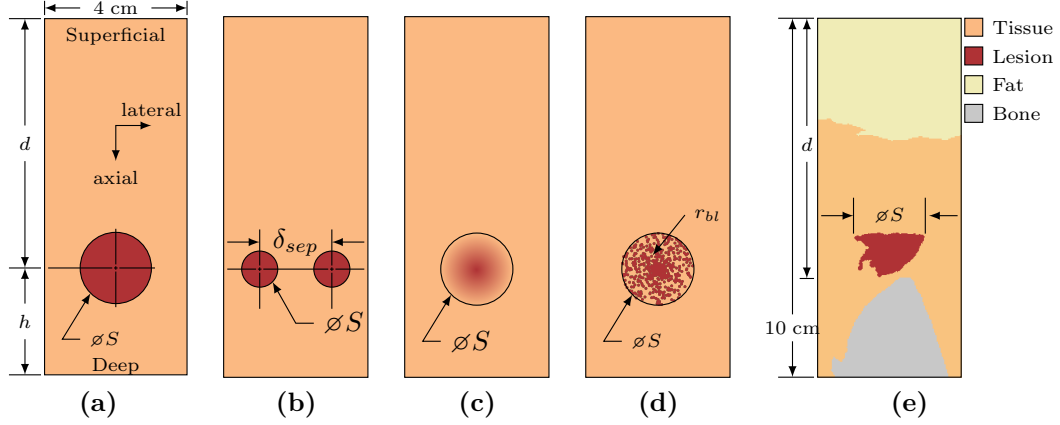 4 cm
Superficial
lateral
axial
d
h
⌀S
Deep
(a)
δsep
⌀S
(b)
⌀S
(c)
rbl
⌀S
(d)
d
⌀S
10 cm
(e)
Tissue
Lesion
Fat
Bone